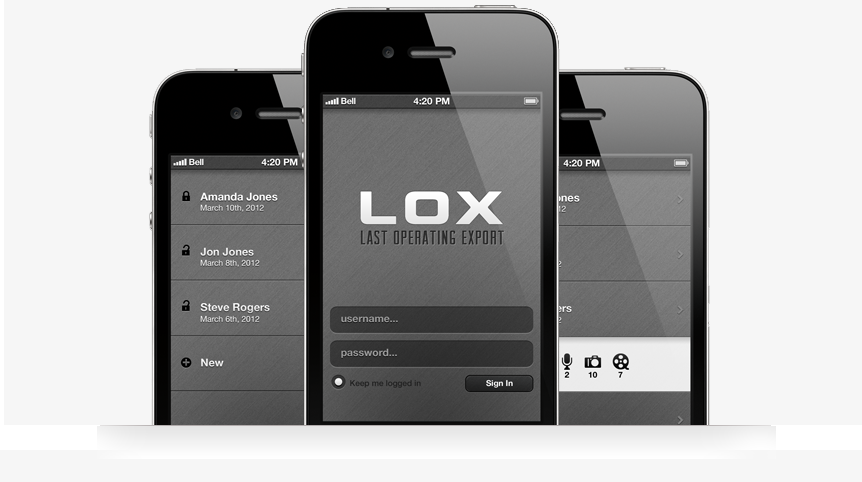 Bell 4:20 PM
Amanda Jones
March 10th, 2012
Jon Jones
March 8th, 2012
Steve Rogers
March 6th, 2012
New
Bell 4:20 PM
LOX
LAST OPERATING EXPORT
username...
password...
Keep me logged in
Sign In
4:20 PM
ones
12
2
ers
2
2 10 7